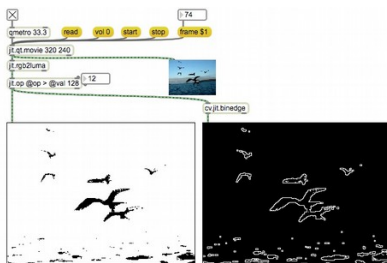 74
qmetro 33.3 read vol 0 start stop frame $1
jit.qt.movie 320 240
jit.rgb2luma
12
jit.op @op > @val 128
cv.jit.binedge